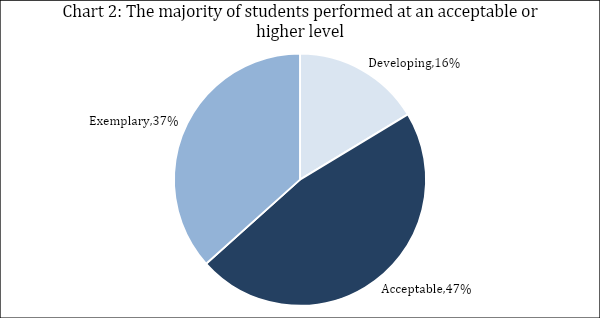 Chart 2: The majority of students performed at an acceptable or
higher level
Developing,16%
Exemplary,37%
Acceptable,47%